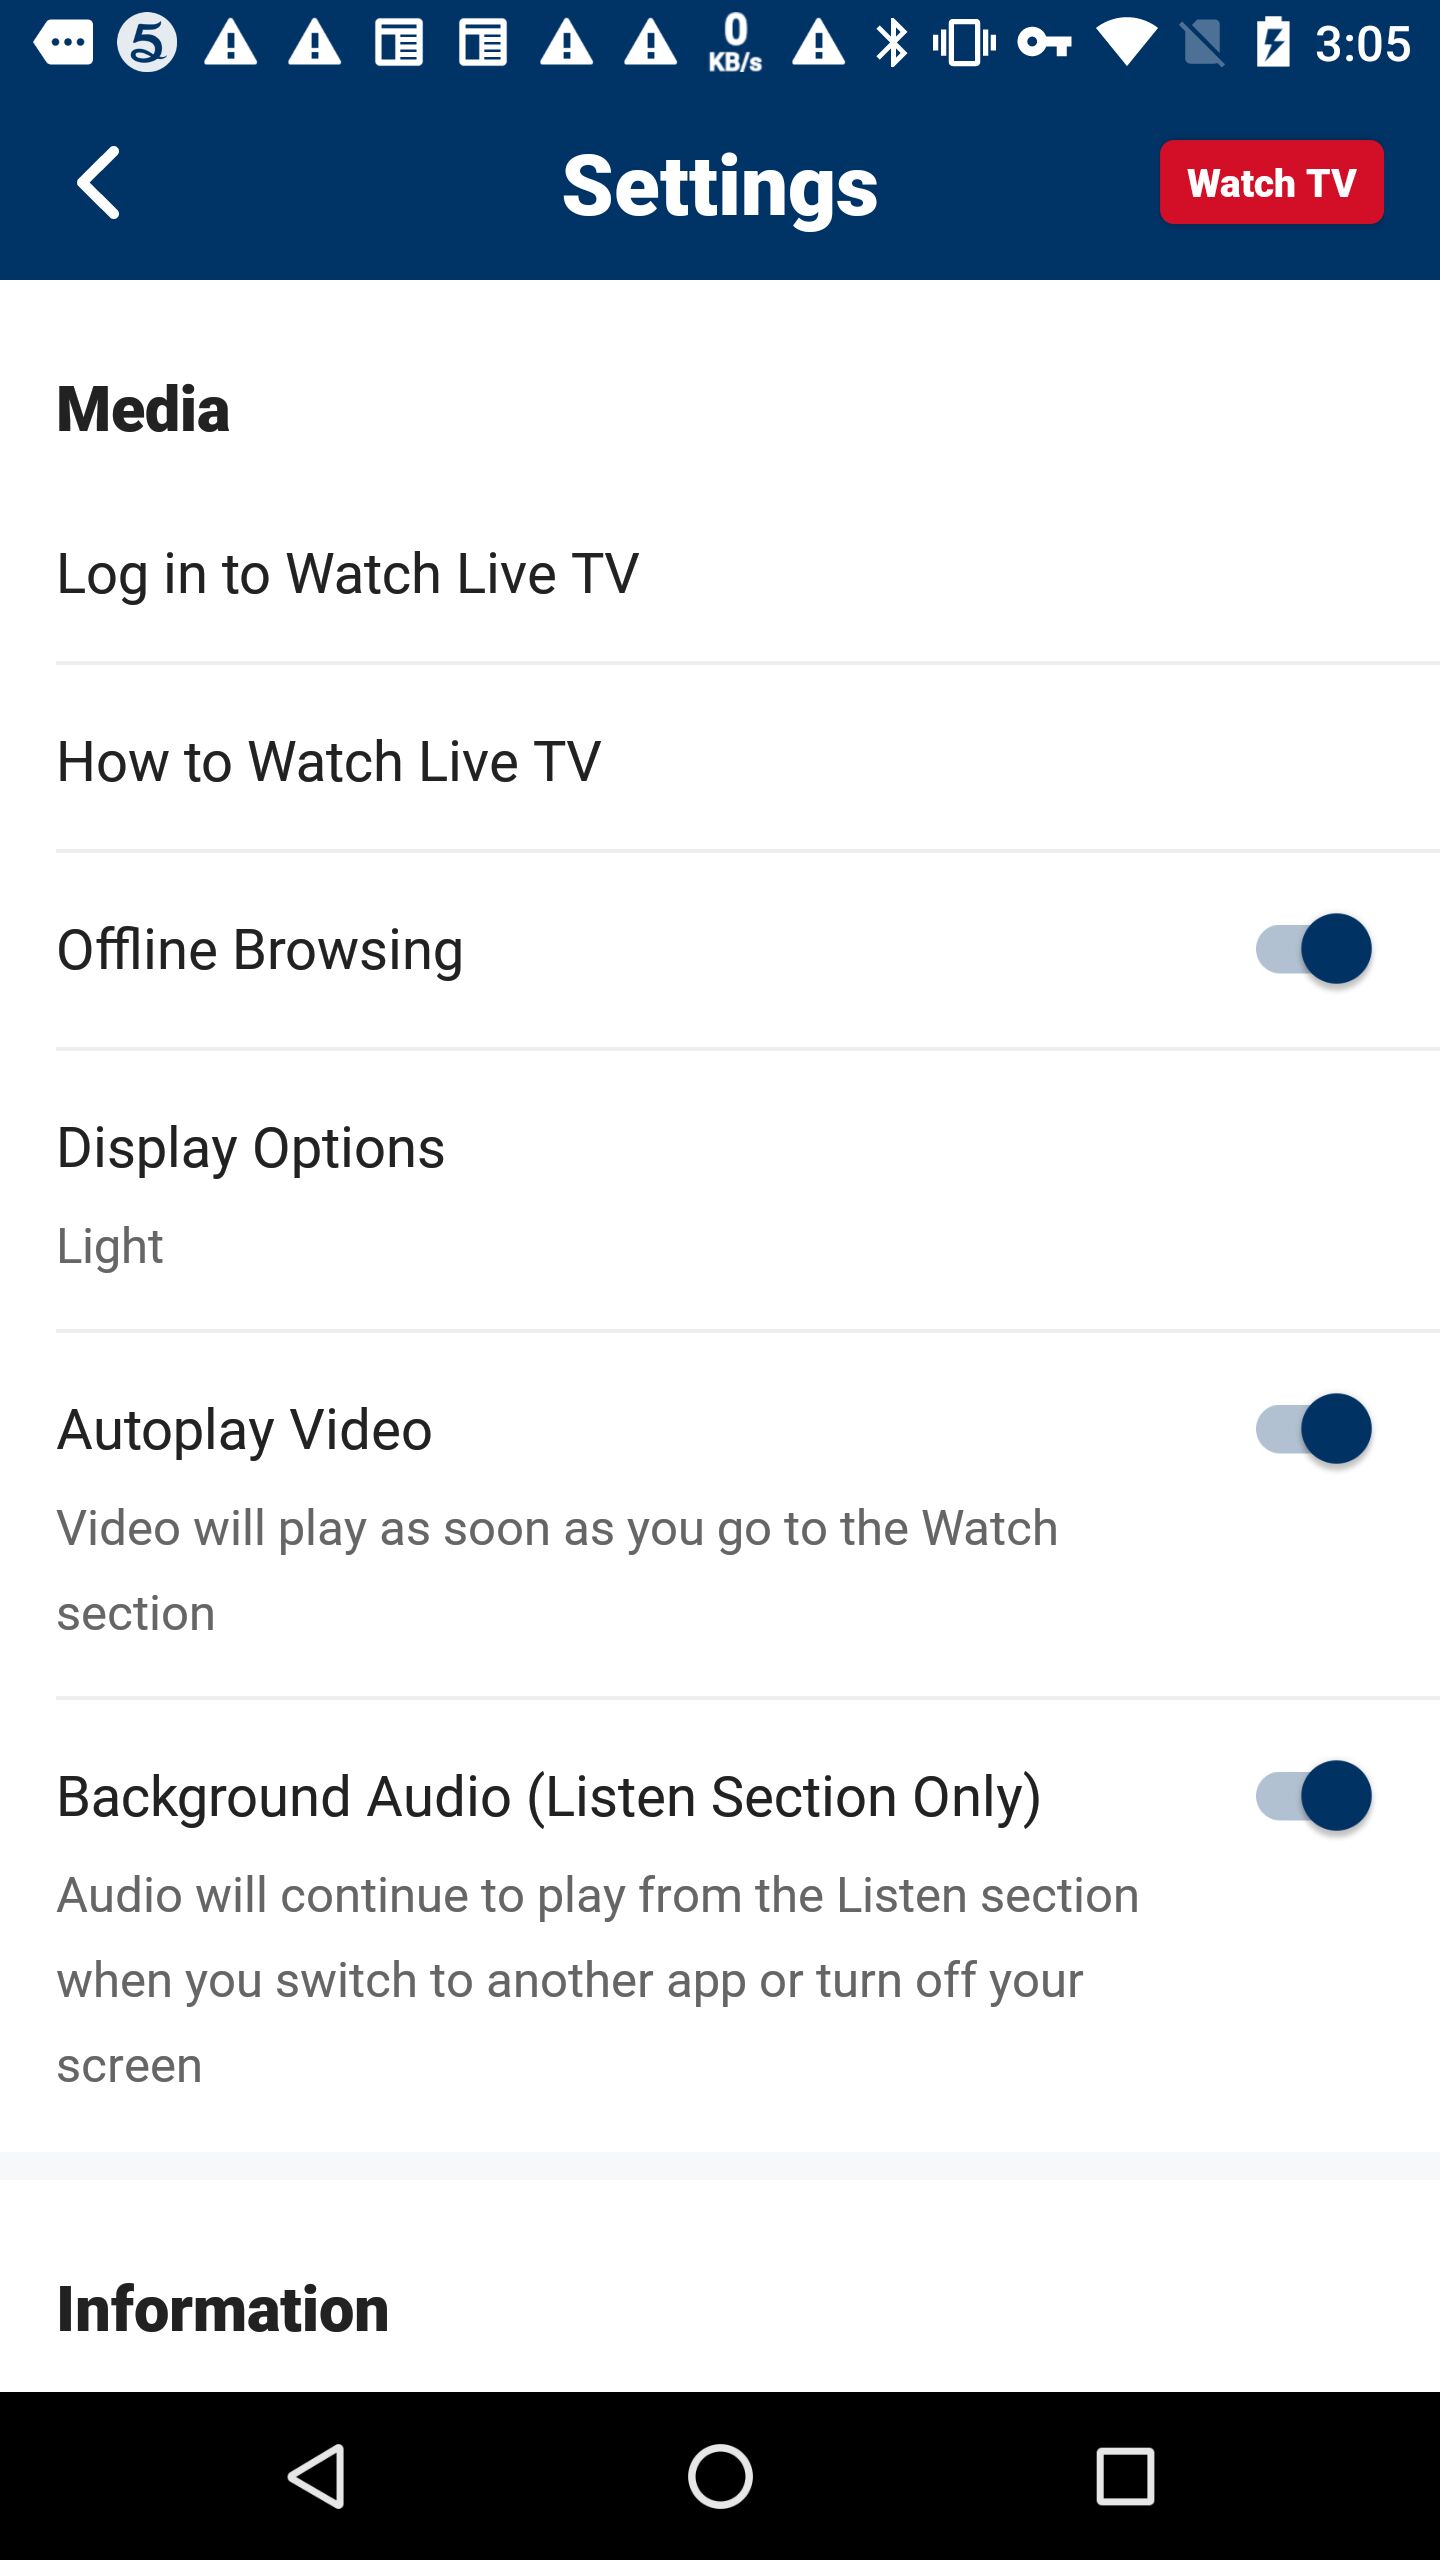 5
0
KB/s
3:05
Settings
Watch TV
Media
Log in to Watch Live TV
How to Watch Live TV
Offline Browsing
Display Options
Light
Autoplay Video
Video will play as soon as you go to the Watch
section
Background Audio (Listen Section Only)
Audio will continue to play from the Listen section
when you switch to another app or turn off your
screen
Information